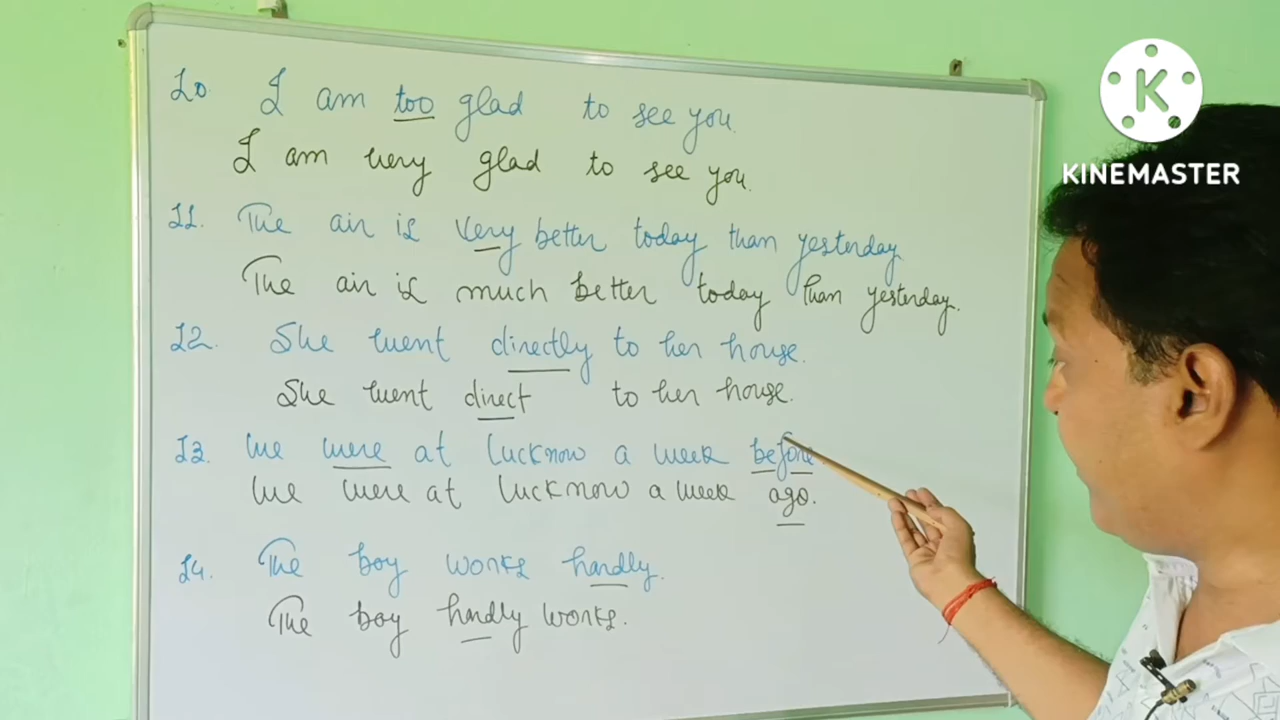 10. I am too glad to see you.
I am very glad to see you.
11. The air is very better today than yesterday.
The air is much better today than yesterday.
12. She went directly to her house.
She went direct to her house.
13. We were at Lucknow a week before.
We were at Lucknow a week ago.
14. The boy works hardly.
The boy hardly works.
K
KINEMASTER